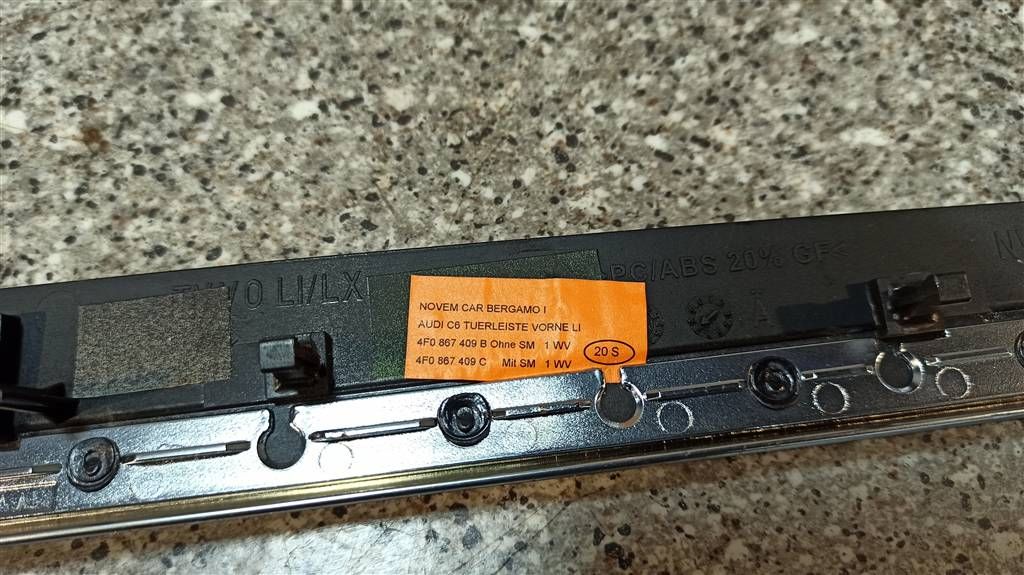 LI/LX
PC/ABS 20% GF<
NOVEM CAR BERGAMO I
AUDI C6 TUERLEISTE VORNE LI
4F0 867 409 B Ohne SM 1 WV
4F0 867 409 C Mit SM 1 WV
20 S